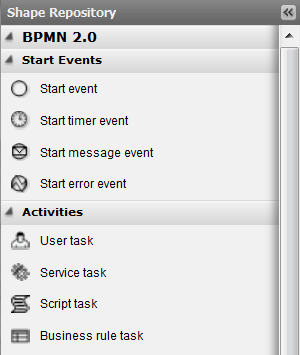 Shape Repository
BPMN 2.0
Start Events
Start event
Start timer event
Start message event
Start error event
Activities
User task
Service task
Script task
Business rule task